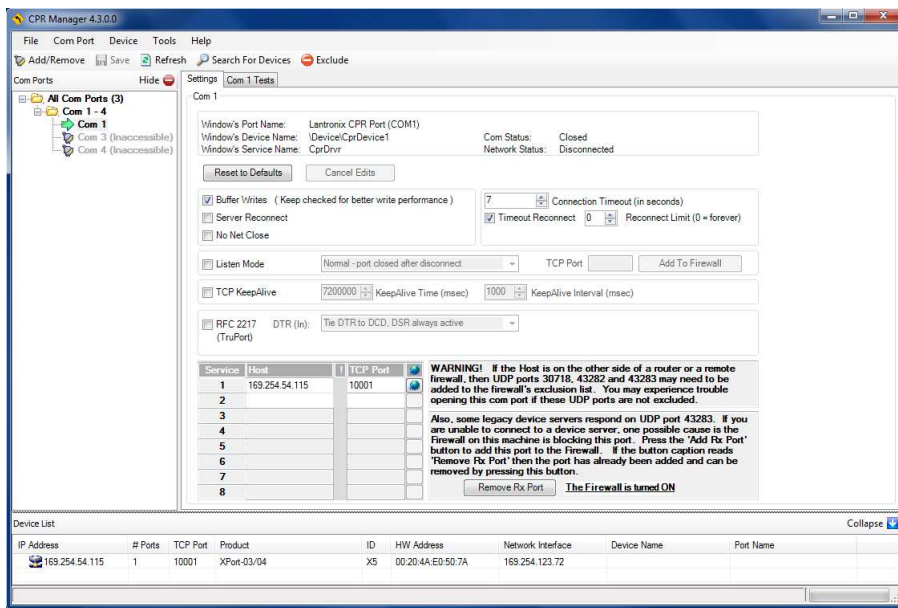 CPR Manager 4.3.0.0
File Com Port Device Tools Help
Add/Remove Save Refresh Search For Devices Exclude
Com Ports Hide
All Com Ports (3)
Com 1 - 4
Com 1
Com 3 (Inaccessible)
Com 4 (Inaccessible)
Settings Com 1 Tests
Com 1
Window's Port Name: Lantronix CPR Port (COM1)
Window's Device Name: \Device\CprDevice1 Com Status: Closed
Window's Service Name: CprDrvr Network Status: Disconnected
Reset to Defaults Cancel Edits
Buffer Writes ( Keep checked for better write performance )
Server Reconnect
No Net Close
7 Connection Timeout (in seconds)
Timeout Reconnect 0 Reconnect Limit (0 = forever)
Listen Mode Normal - port closed after disconnect TCP Port Add To Firewall
TCP KeepAlive 7200000 KeepAlive Time (msec) 1000 KeepAlive Interval (msec)
RFC 2217 DTR (In): Tie DTR to DCD, DSR always active
(TruPort)
Service Host ! TCP Port
1 169.254.54.115 10001
2
3
4
5
6
7
8
WARNING! If the Host is on the other side of a router or a remote
firewall, then UDP ports 30718, 43282 and 43283 may need to be
added to the firewall's exclusion list. You may experience trouble
opening this com port if these UDP ports are not excluded.
Also, some legacy device servers respond on UDP port 43283. If you
are unable to connect to a device server, one possible cause is the
Firewall on this machine is blocking this port. Press the 'Add Rx Port'
button to add this port to the Firewall. If the button caption reads
'Remove Rx Port' then the port has already been added and can be
removed by pressing this button.
Remove Rx Port The Firewall is turned ON
Device List Collapse
IP Address # Ports TCP Port Product ID HW Address Network Interface Device Name Port Name
169.254.54.115 1 10001 XPort-03/04 X5 00:20:4A:E0:50:7A 169.254.123.72